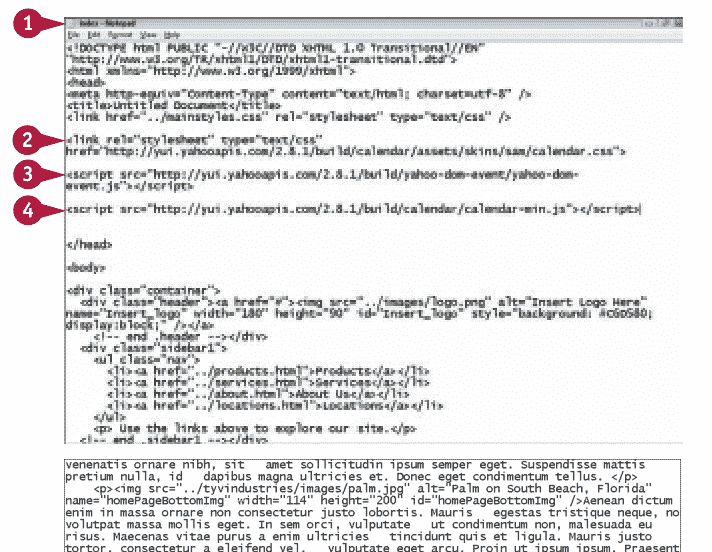 1
index - Notepad
File Edit Format View Help
<!DOCTYPE html PUBLIC "-//W3C//DTD XHTML 1.0 Transitional//EN"
"http://www.w3.org/TR/xhtml1/DTD/xhtml1-transitional.dtd">
<html xmlns="http://www.w3.org/1999/xhtml">
<head>
<meta http-equiv="Content-Type" content="text/html; charset=utf-8" />
<title>Untitled Document</title>
<link href="../mainstyles.css" rel="stylesheet" type="text/css" />
2
<link rel="stylesheet" type="text/css"
href="http://yui.yahooapis.com/2.8.1/build/calendar/assets/skins/sam/calendar.css">
3
<script src="http://yui.yahooapis.com/2.8.1/build/yahoo-dom-event/yahoo-dom-
event.js"></script>
4
<script src="http://yui.yahooapis.com/2.8.1/build/calendar/calendar-min.js"></script>
</head>
<body>
<div class="container">
<div class="header"><a href="#"><img src="../images/logo.png" alt="Insert Logo Here"
name="Insert_logo" width="180" height="90" id="Insert_logo" style="background: #C6D580;
display:block;" /></a>
<!-- end .header --></div>
<div class="sidebar1">
<ul class="nav">
<li><a href="../products.html">Products</a></li>
<li><a href="../services.html">Services</a></li>
<li><a href="../about.html">About Us</a></li>
<li><a href="../locations.html">Locations</a></li>
</ul>
<p> Use the links above to explore our site.</p>
<!-- end .sidebar1 --></div>
venenatis ornare nibh, sit amet sollicitudin ipsum semper eget. Suspendisse mattis
pretium nulla, id dapibus magna ultricies et. Donec eget condimentum tellus. </p>
<p><img src="../tyvindustries/images/palm.jpg" alt="Palm on South Beach, Florida"
name="homePageBottomImg" width="114" height="200" id="homePageBottomImg" />Aenean dictum
enim in massa ornare non consectetur justo lobortis. Mauris egestas tristique neque, no
volutpat massa mollis eget. In sem orci, vulputate ut condimentum non, malesuada eu
risus. Maecenas vitae purus a enim ultricies tincidunt quis et ligula. Mauris justo
tortor, consectetur a eleifend vel, vulputate eget arcu. Proin ut ipsum ipsum. Praesent